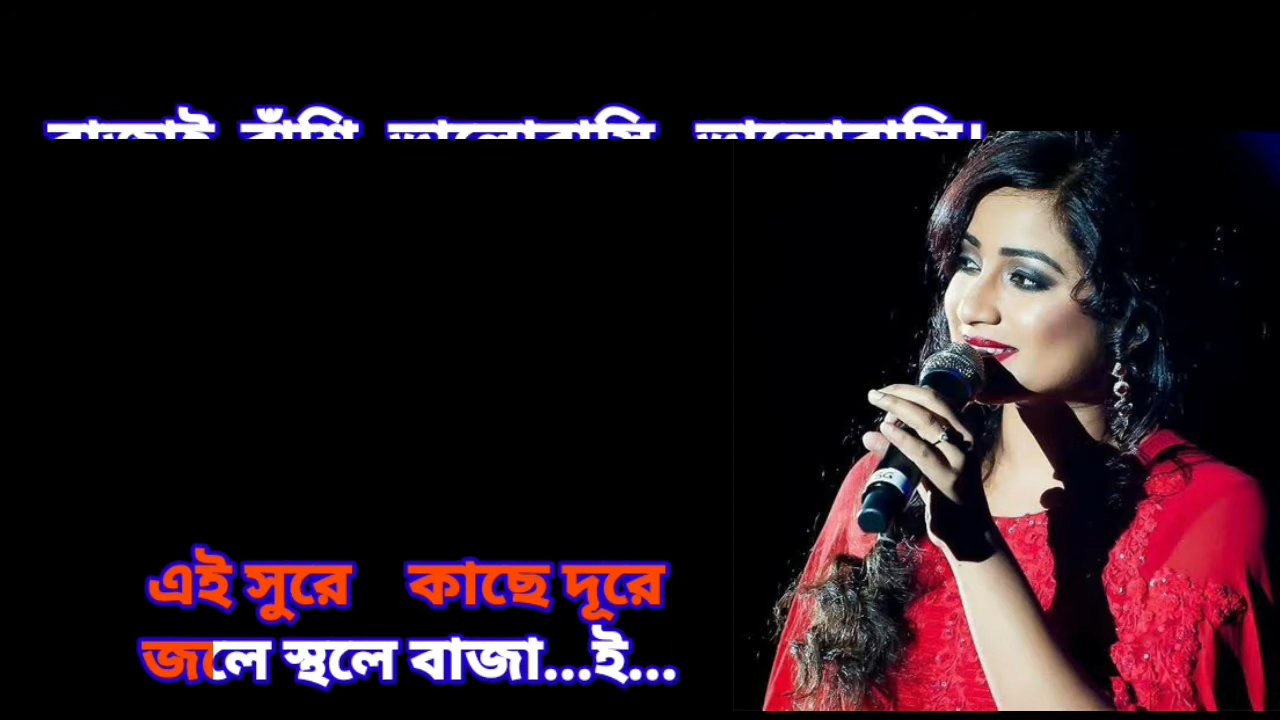 বাজাই বাঁশি ভালোবাসি ভালোবাসি।
এই সুরে কাছে দূরে
জলে স্থলে বাজা...ই...